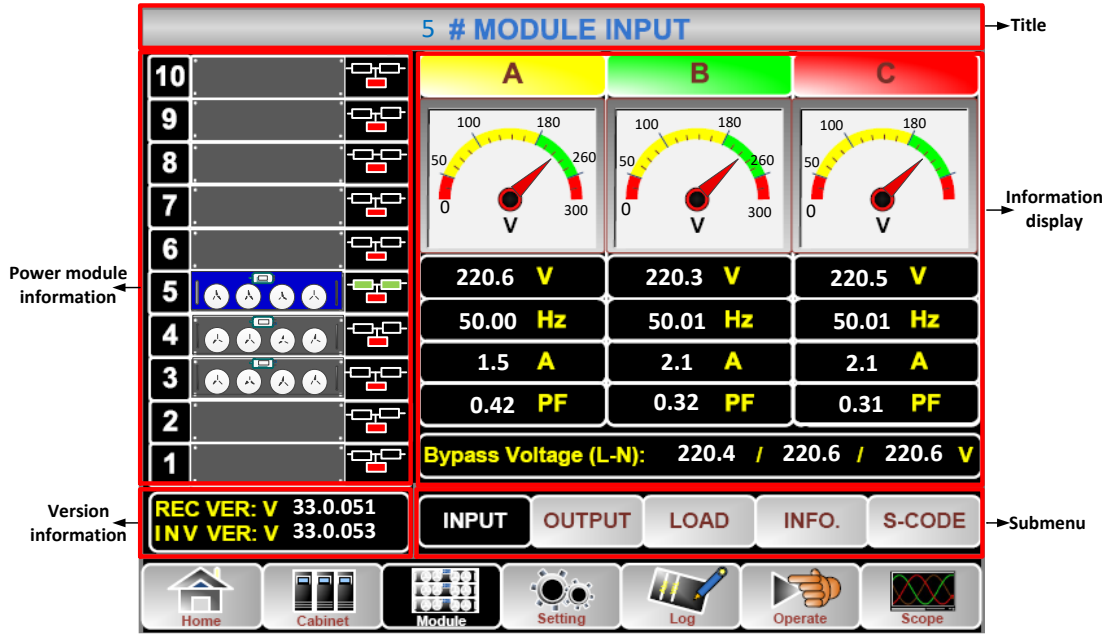 5 # MODULE INPUT
Title
10
9
8
7
6
5
4
3
2
1
Power module
information
A
B
C
0 50 100 180 260 300
V
0 50 100 180 260 300
V
0 50 100 180 260 300
V
220.6 V 220.3 V 220.5 V
50.00 Hz 50.01 Hz 50.01 Hz
1.5 A 2.1 A 2.1 A
0.42 PF 0.32 PF 0.31 PF
Bypass Voltage (L-N): 220.4 / 220.6 / 220.6 V
Information
display
Version
information
REC VER: V 33.0.051
INV VER: V 33.0.053
INPUT OUTPUT LOAD INFO. S-CODE
Submenu
Home Cabinet Module Setting Log Operate Scope